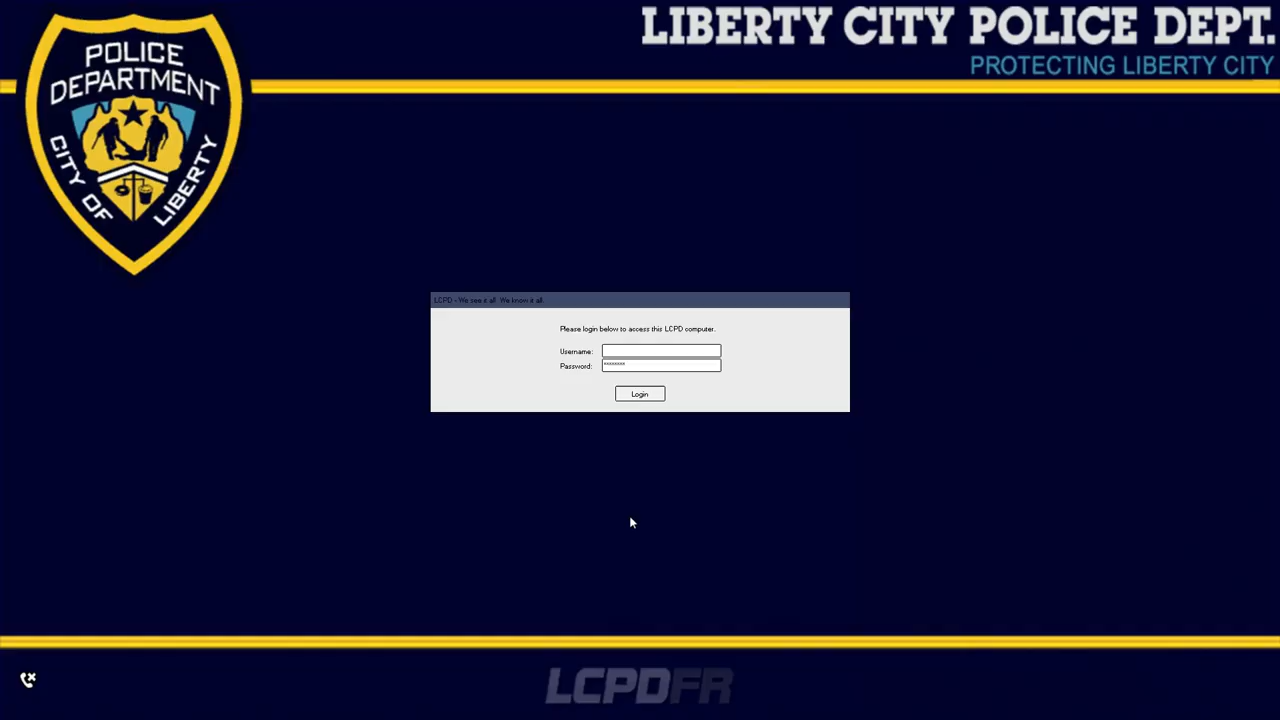 LIBERTY CITY POLICE DEPT.
PROTECTING LIBERTY CITY
POLICE
DEPARTMENT
CITY OF LIBERTY
LCPD - We see it all. We know it all.
Please login below to access this LCPD computer.
Username:
Password: ********
Login
LCPDFR